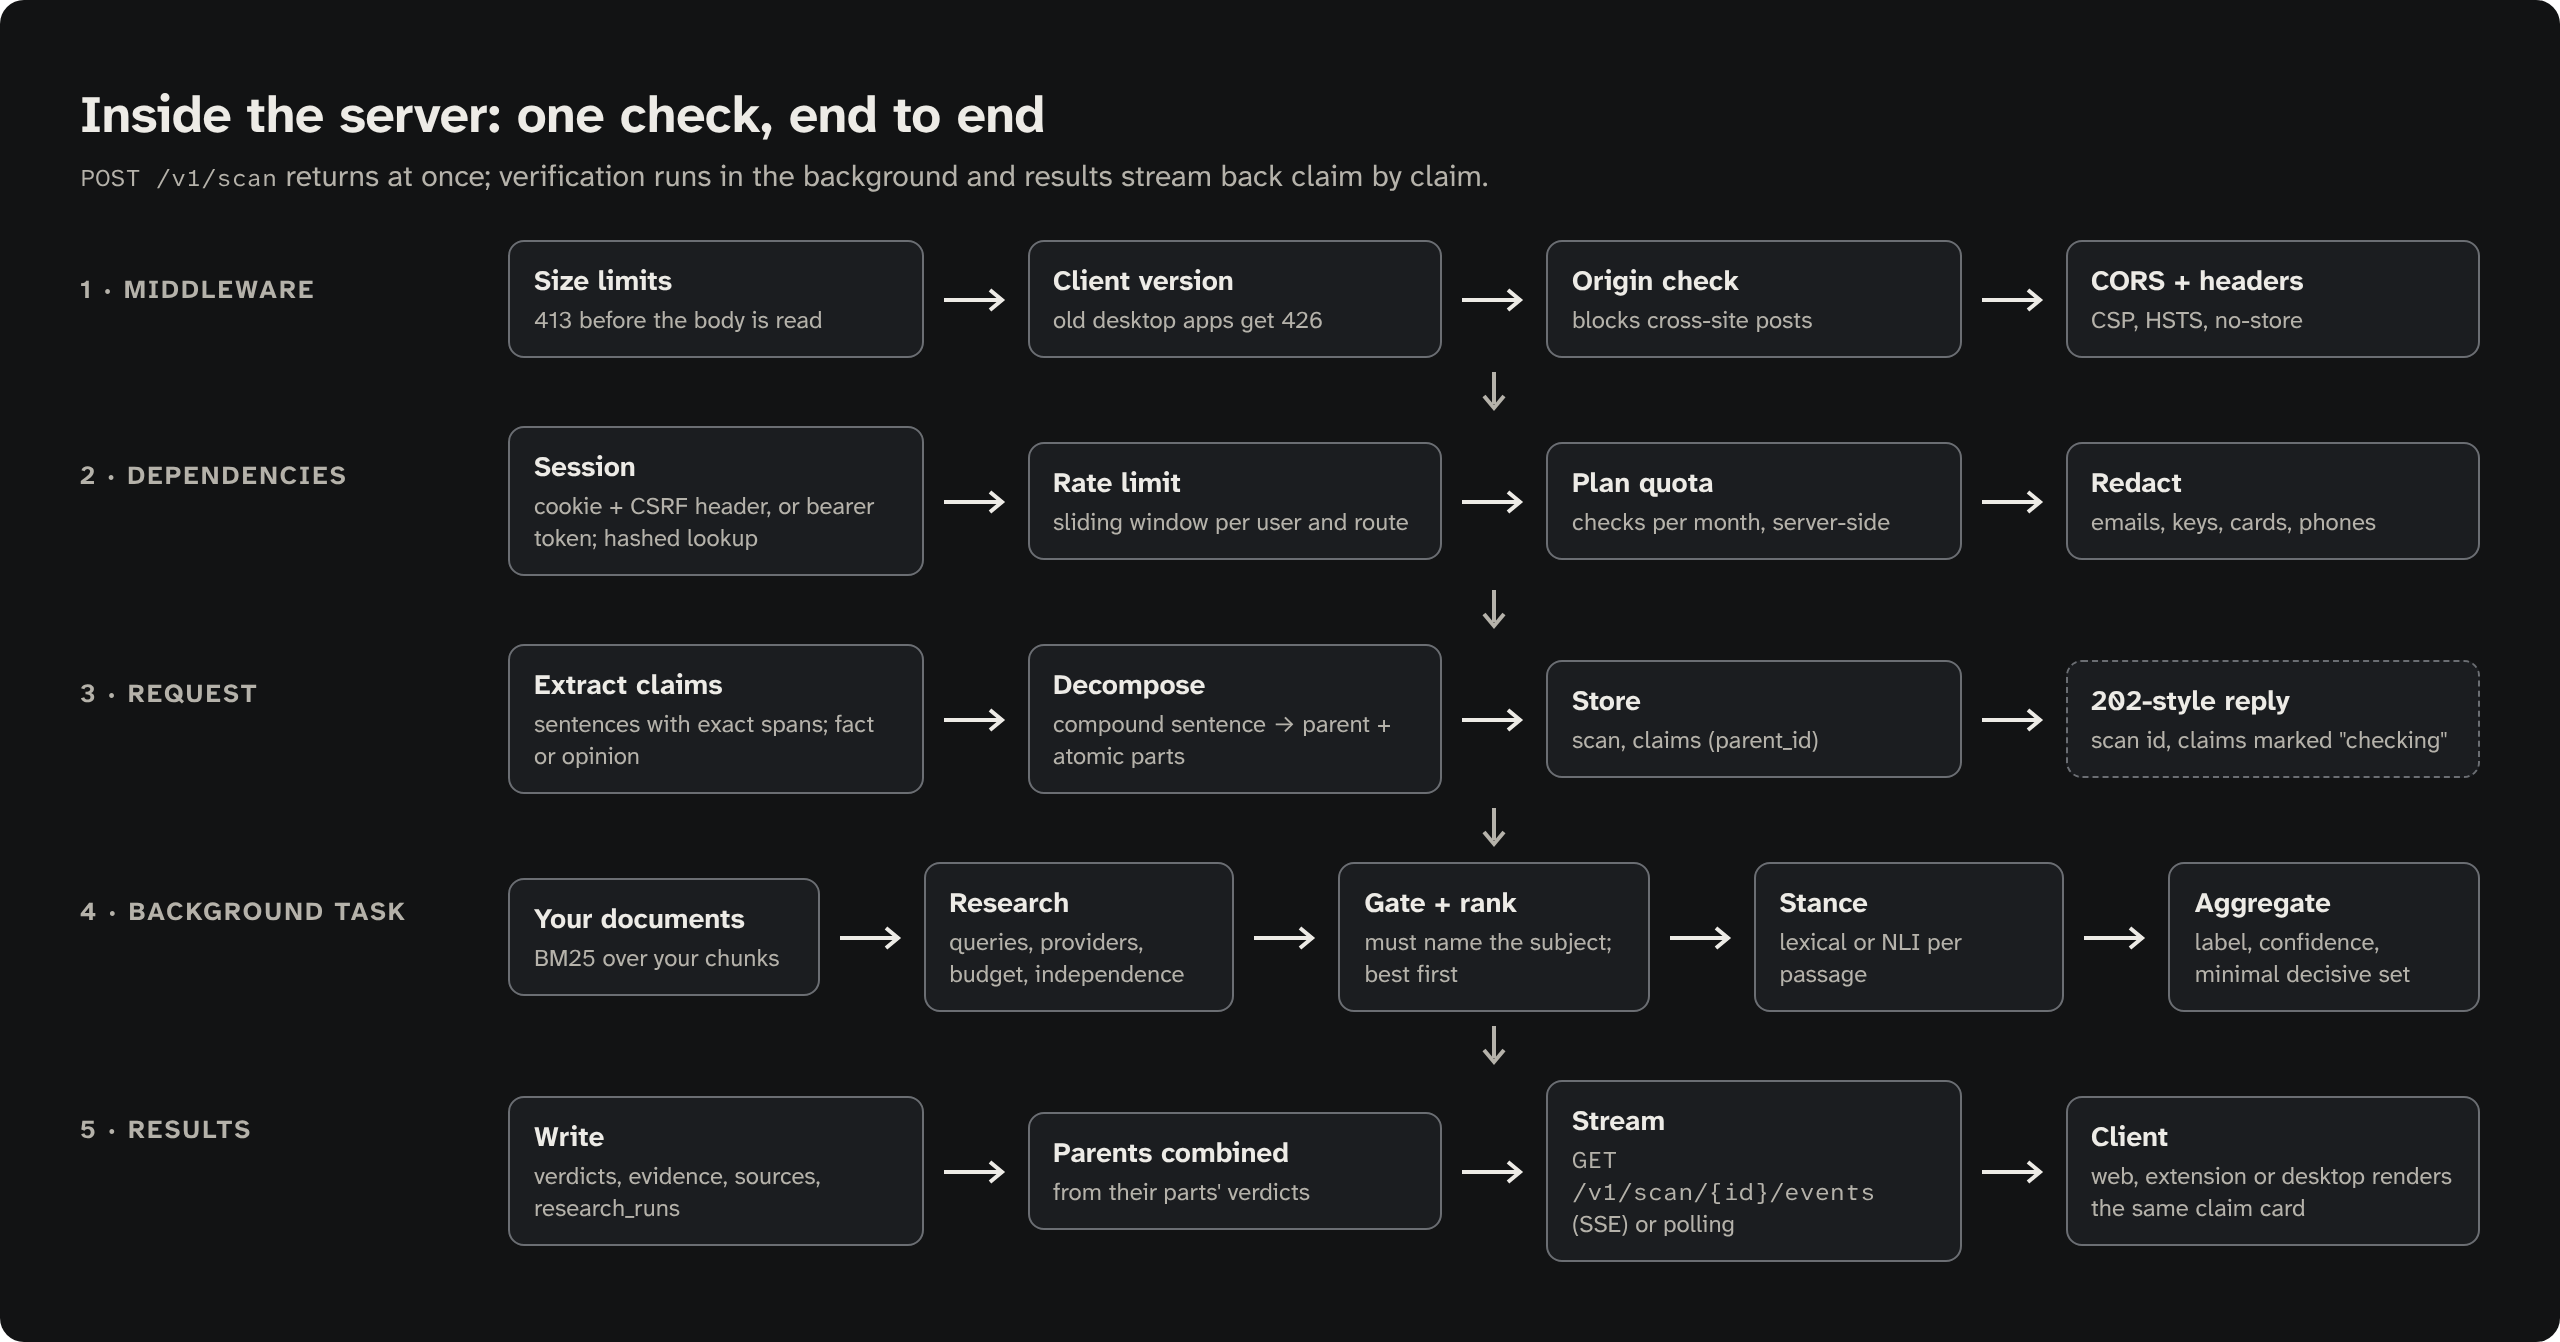 Inside the server: one check, end to end
POST /v1/scan returns at once; verification runs in the background and results stream back claim by claim.
1 · MIDDLEWARE
Size limits
413 before the body is read
Client version
old desktop apps get 426
Origin check
blocks cross-site posts
CORS + headers
CSP, HSTS, no-store
2 · DEPENDENCIES
Session
cookie + CSRF header, or bearer
token; hashed lookup
Rate limit
sliding window per user and route
Plan quota
checks per month, server-side
Redact
emails, keys, cards, phones
3 · REQUEST
Extract claims
sentences with exact spans; fact
or opinion
Decompose
compound sentence → parent +
atomic parts
Store
scan, claims (parent_id)
202-style reply
scan id, claims marked "checking"
4 · BACKGROUND TASK
Your documents
BM25 over your chunks
Research
queries, providers,
budget, independence
Gate + rank
must name the subject;
best first
Stance
lexical or NLI per
passage
Aggregate
label, confidence,
minimal decisive set
5 · RESULTS
Write
verdicts, evidence, sources,
research_runs
Parents combined
from their parts' verdicts
Stream
GET
/v1/scan/{id}/events
(SSE) or polling
Client
web, extension or desktop renders
the same claim card